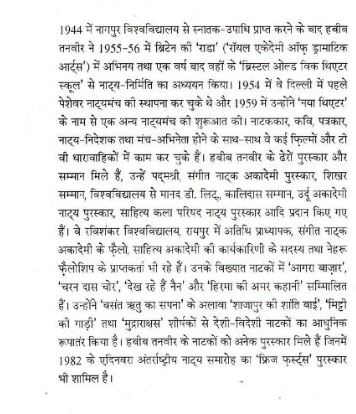 1944 में नागपुर विश्वविद्यालय से स्नातक-उपाधि प्राप्त करने के बाद हबीब
तनवीर ने 1955-56 में ब्रिटेन की 'राडा' ('रॉयल एकेदेमी ऑफ़ ड्रामाटिक
आर्ट्स') में अभिनय तथा एक वर्ष बाद वहीं के 'ब्रिस्टल ओल्ड विक थिएटर
स्कूल' से नाट्य-निर्मिति का अध्ययन किया। 1954 में वे दिल्ली में पहले
पेशेवर नाट्यमंच की स्थापना कर चुके थे और 1959 में उन्होंने 'नया थिएटर'
के नाम से एक अन्य नाट्यमंच की शुरूआत की। नाटककार, कवि, पत्रकार,
नाट्य-निदेशक तथा मंच-अभिनेता होने के साथ-साथ वे कई फ़िल्मों और टी
वी धारावाहिकों में काम कर चुके हैं। हबीब तनवीर के ढेरों पुरस्कार और
सम्मान मिले हैं, उन्हें पद्मश्री, संगीत नाट्क अकादेमी पुरस्कार, शिखर
सम्मान, विश्वविद्यालय से मानद डी. लिट्., कालिदास सम्मान, उर्दू अकादेमी
नाट्य पुरस्कार, साहित्य कला परिषद नाट्य पुरस्कार आदि प्रदान किए गए
हैं। वे रविशंकर विश्वविद्यालय, रायपुर में अतिथि प्राध्यापक, संगीत नाटक
अकादेमी के फ़ैलो, साहित्य अकादेमी की कार्यकारिणी के सदस्य तथा नेहरू
फ़ैलोशिप के प्राप्तकर्ता भी रहे हैं। उनके विख्यात नाटकों में 'आगरा बाज़ार',
'चरन दास चोर', 'देख रहे हैं नैन' और 'हिरमा की अमर कहानी' सम्मिलित
हैं। उन्होंने 'बसंत ऋतु का सपना' के अलावा 'शाजापुर की शांति बाई', 'मिट्टी
की गाड़ी' तथा 'मुद्राराक्षस' शीर्षकों से देशी-विदेशी नाटकों का आधुनिक
रूपातंर किया है। हबीब तनवीर के नाटकों को अनेक पुरस्कार मिले हैं जिनमें
1982 के एदिनबरा अंतर्राष्ट्रीय नाट्य समारोह का 'फ्रिंज फ़र्स्ट्स' पुरस्कार
भी शामिल है।